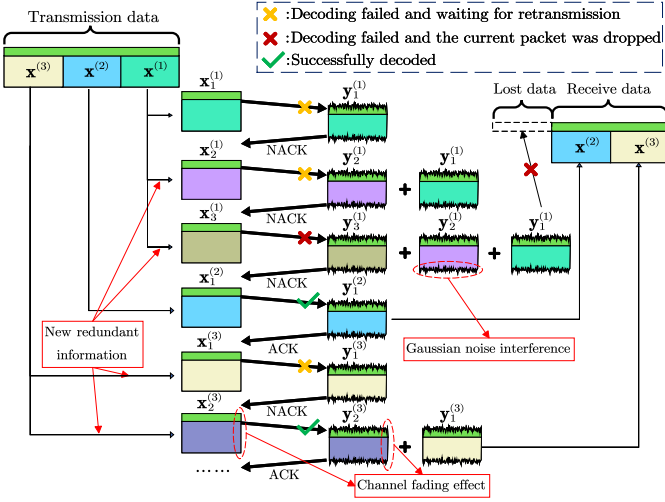 Transmission data
:Decoding failed and waiting for retransmission
:Decoding failed and the current packet was dropped
:Successfully decoded
x^(3) x^(2) x^(1)
x_1^(1) y_1^(1)
NACK
x_2^(1) y_2^(1) y_1^(1)
+
NACK
x_3^(1) y_3^(1) y_2^(1) y_1^(1)
+ +
NACK
x_1^(2) y_1^(2)
ACK
x_1^(3) y_1^(3)
NACK
x_2^(3) y_2^(3) y_1^(3)
+
ACK
......
Lost data Receive data
x^(2) x^(3)
New redundant
information
Gaussian noise interference
Channel fading effect